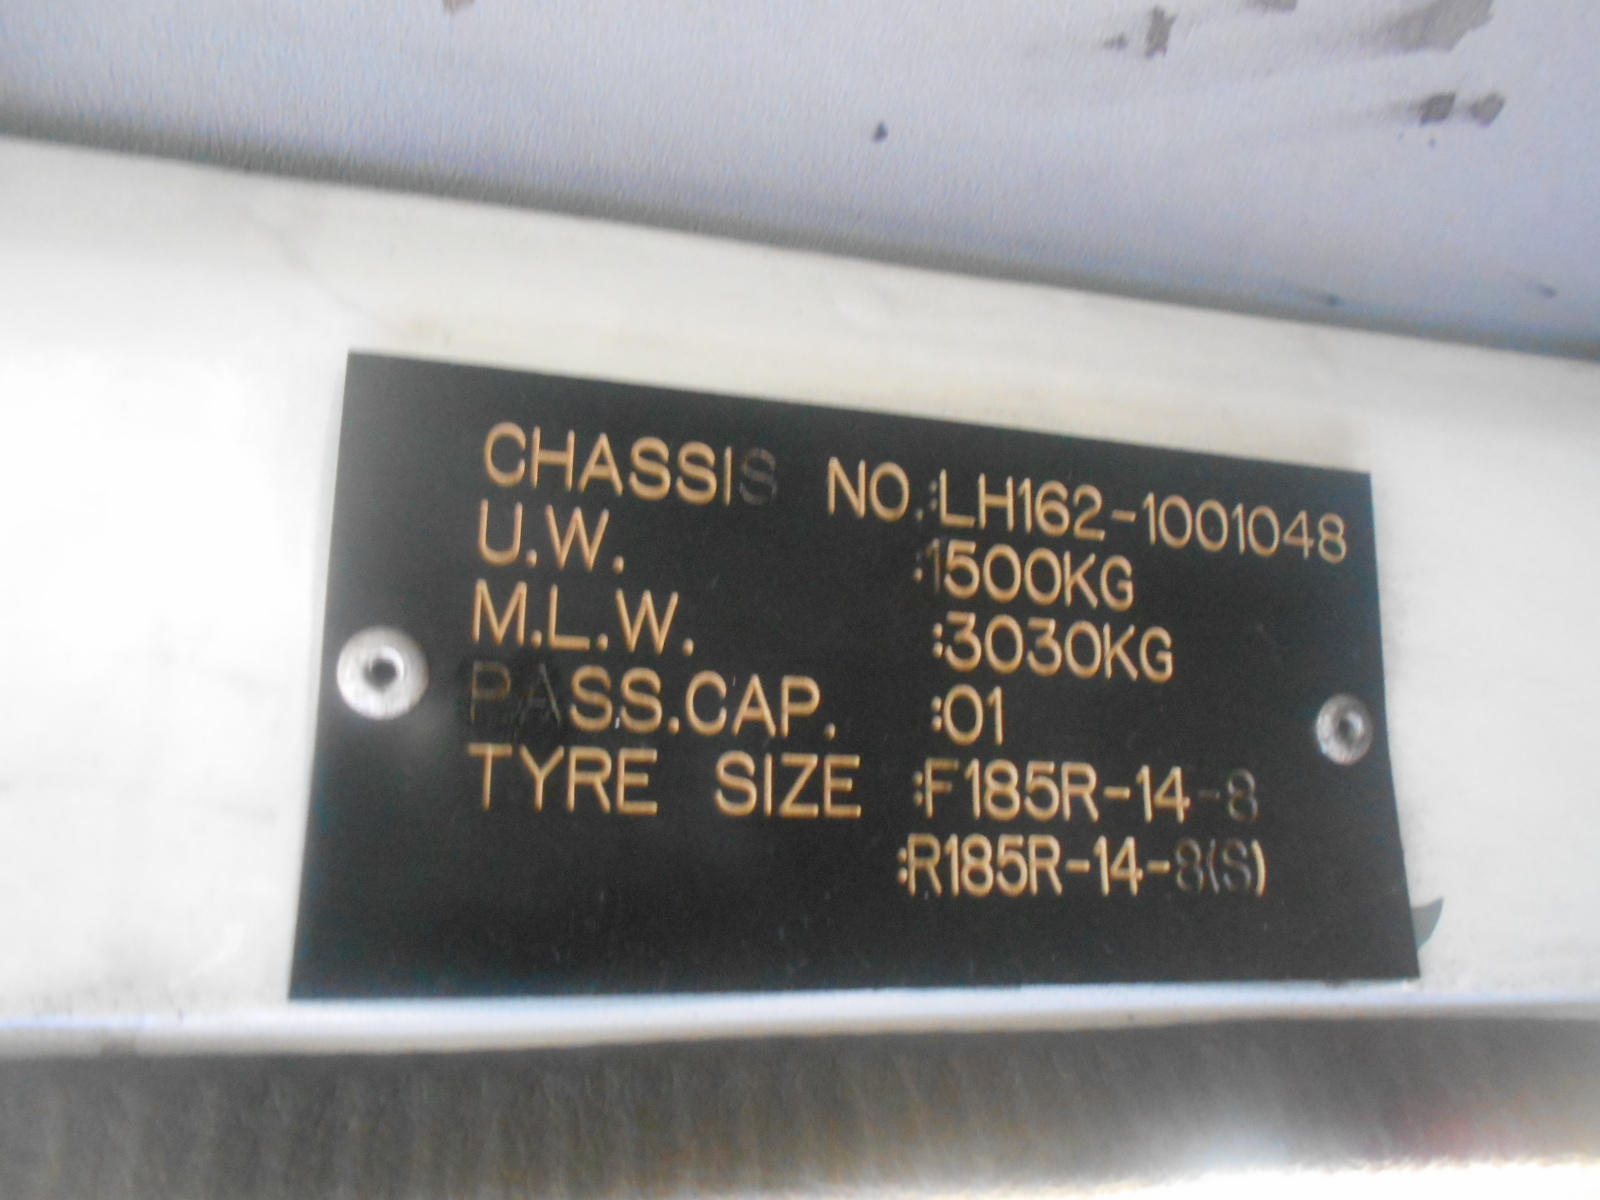 CHASSIS NO.:LH162-1001048
U.W. :1500KG
M.L.W. :3030KG
PASS.CAP. :01
TYRE SIZE :F185R-14-8
:R185R-14-8(S)